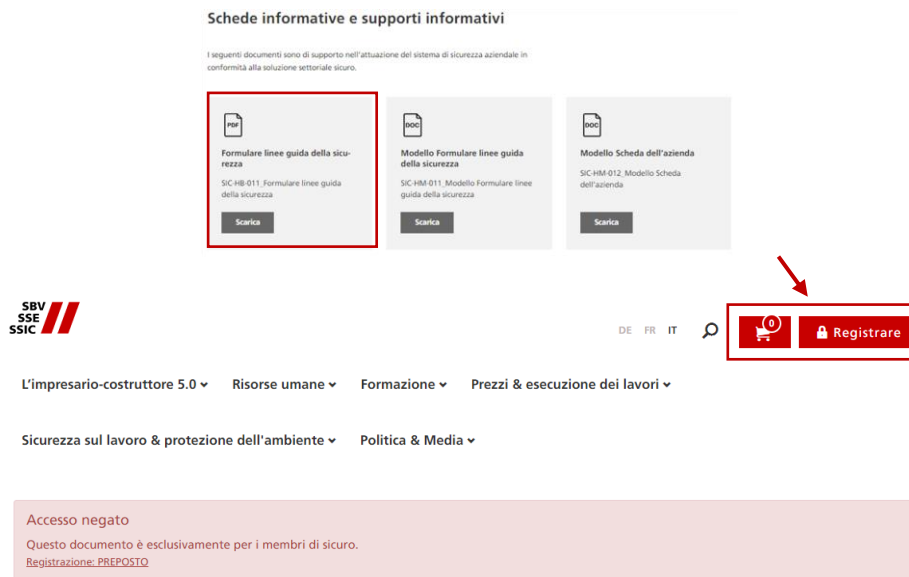 Schede informative e supporti informativi
I seguenti documenti sono di supporto nell'attuazione del sistema di sicurezza aziendale in
conformità alla soluzione settoriale sicuro.
PDF
Formulare linee guida della sicu-
rezza
SIC-HB-011_Formulare linee guida
della sicurezza
Scarica
DOC
Modello Formulare linee guida
della sicurezza
SIC-HM-011_Modello Formulare linee
guida della sicurezza
Scarica
DOC
Modello Scheda dell'azienda
SIC-HM-012_Modello Scheda
dell'azienda
Scarica
SBV
SSE
SSIC
DE FR IT
0
Registrare
L'impresario-costruttore 5.0 Risorse umane Formazione Prezzi & esecuzione dei lavori
Sicurezza sul lavoro & protezione dell'ambiente Politica & Media
Accesso negato
Questo documento è esclusivamente per i membri di sicuro.
Registrazione: PREPOSTO